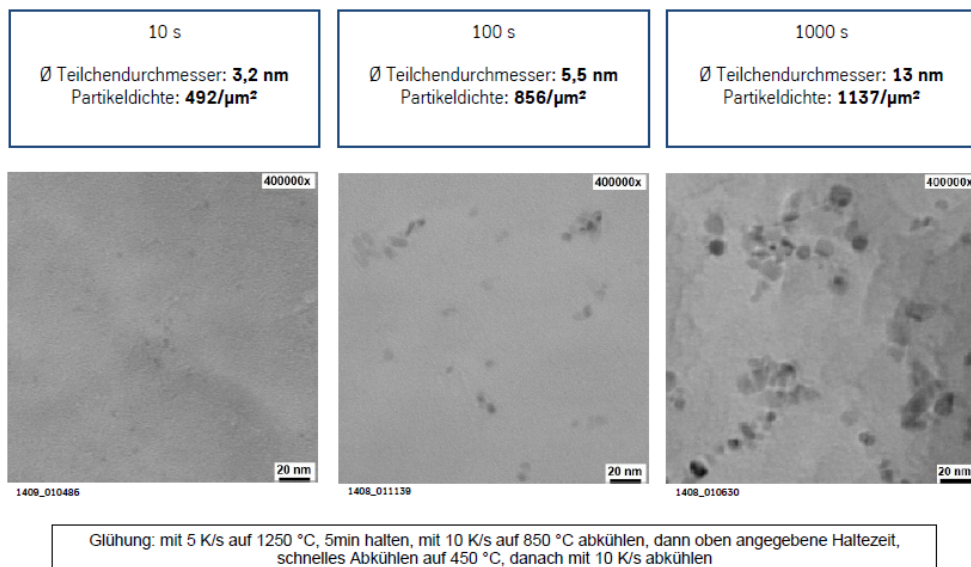 10 s
Ø Teilchendurchmesser: 3,2 nm
Partikeldichte: 492/µm²
100 s
Ø Teilchendurchmesser: 5,5 nm
Partikeldichte: 856/µm²
1000 s
Ø Teilchendurchmesser: 13 nm
Partikeldichte: 1137/µm²
400000x
20 nm
1409_010486
400000x
20 nm
1408_011139
400000x
20 nm
1408_010630
Glühung: mit 5 K/s auf 1250 °C, 5min halten, mit 10 K/s auf 850 °C abkühlen, dann oben angegebene Haltezeit,
schnelles Abkühlen auf 450 °C, danach mit 10 K/s abkühlen